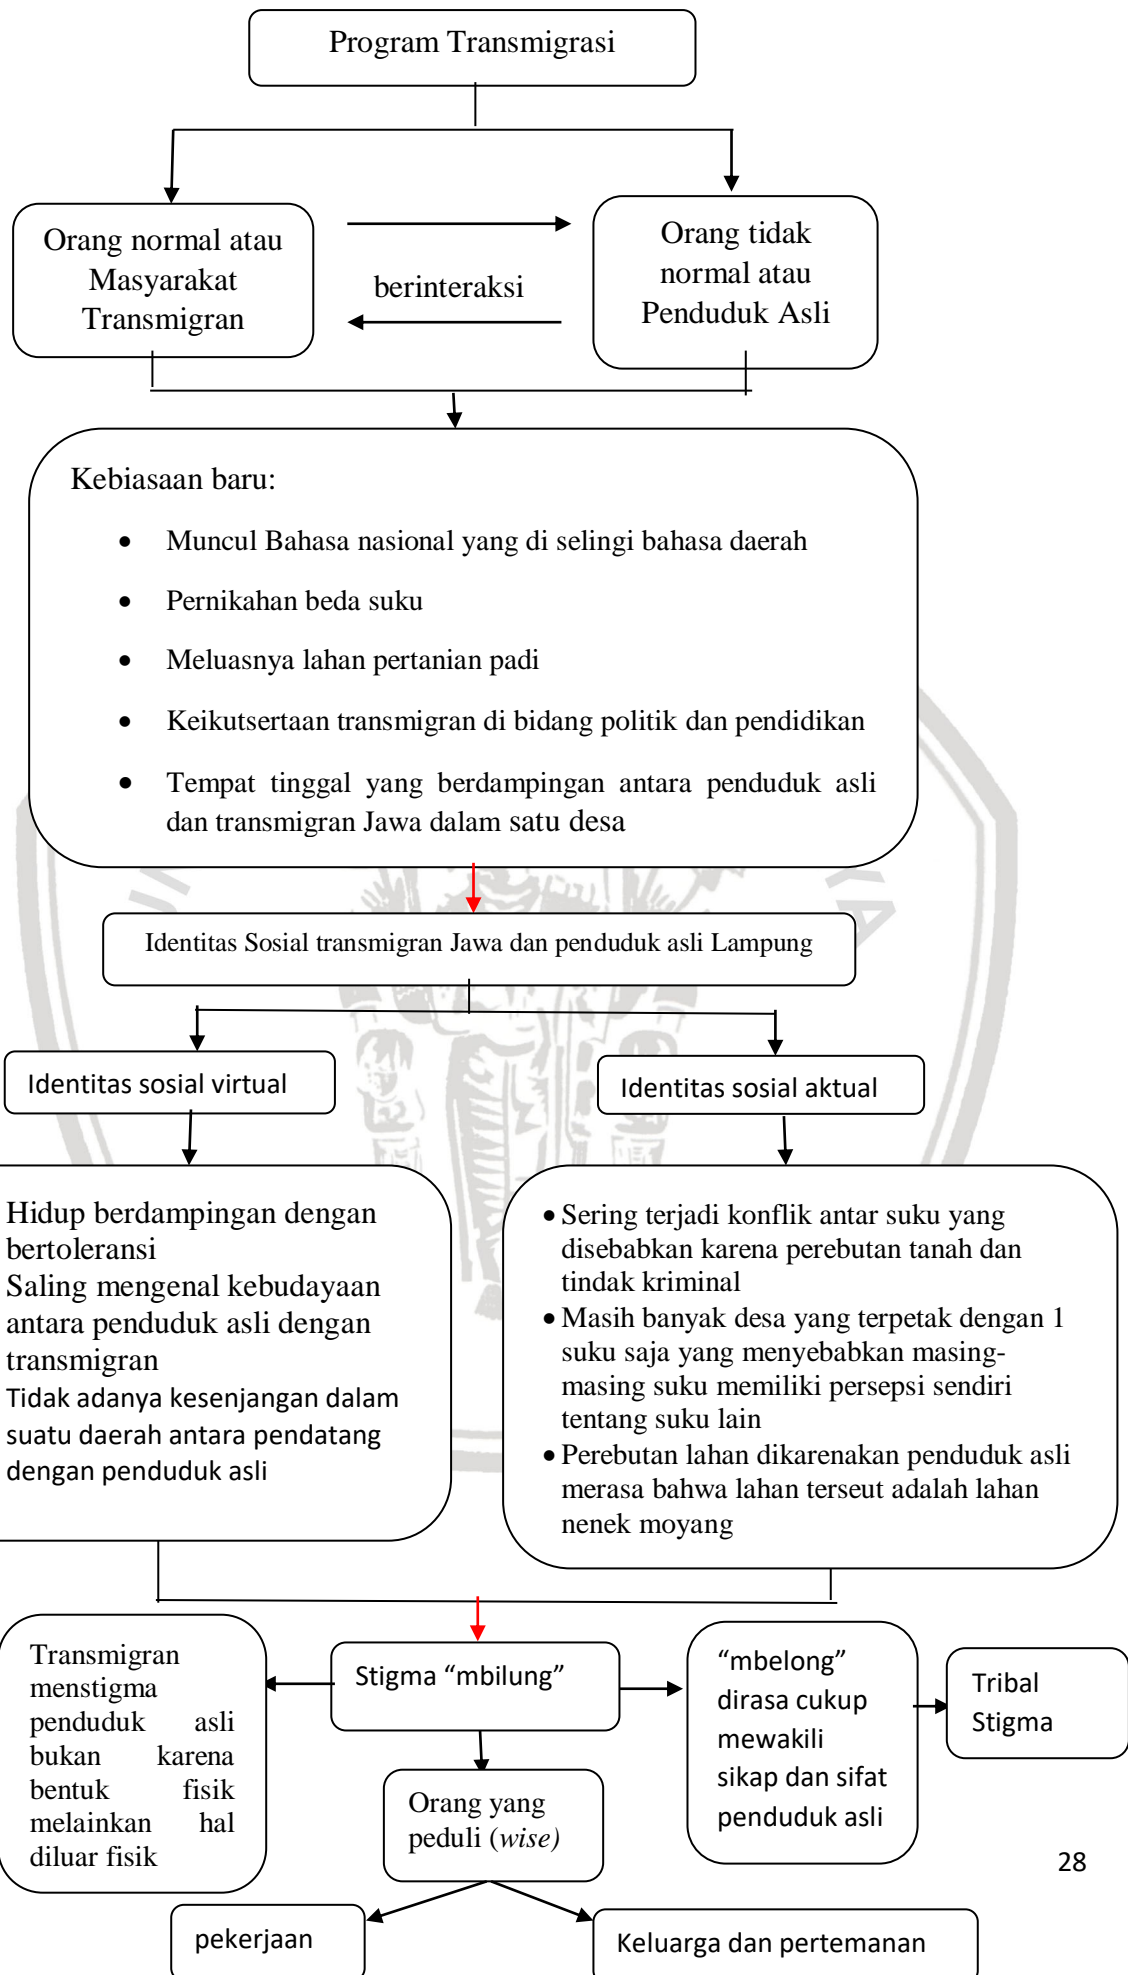 Program Transmigrasi
Orang normal atau
Masyarakat
Transmigran
berinteraksi
Orang tidak
normal atau
Penduduk Asli
Kebiasaan baru:
• Muncul Bahasa nasional yang di selingi bahasa daerah
• Pernikahan beda suku
• Meluasnya lahan pertanian padi
• Keikutsertaan transmigran di bidang politik dan pendidikan
• Tempat tinggal yang berdampingan antara penduduk asli
dan transmigran Jawa dalam satu desa
Identitas Sosial transmigran Jawa dan penduduk asli Lampung
Identitas sosial virtual
Identitas sosial aktual
Hidup berdampingan dengan
bertoleransi
Saling mengenal kebudayaan
antara penduduk asli dengan
transmigran
Tidak adanya kesenjangan dalam
suatu daerah antara pendatang
dengan penduduk asli
• Sering terjadi konflik antar suku yang
disebabkan karena perebutan tanah dan
tindak kriminal
• Masih banyak desa yang terpetak dengan 1
suku saja yang menyebabkan masing-
masing suku memiliki persepsi sendiri
tentang suku lain
• Perebutan lahan dikarenakan penduduk asli
merasa bahwa lahan terseut adalah lahan
nenek moyang
Transmigran
menstigma
penduduk asli
bukan karena
bentuk fisik
melainkan hal
diluar fisik
Stigma “mbilung”
“mbelong”
dirasa cukup
mewakili
sikap dan sifat
penduduk asli
Tribal
Stigma
Orang yang
peduli (wise)
28
pekerjaan
Keluarga dan pertemanan